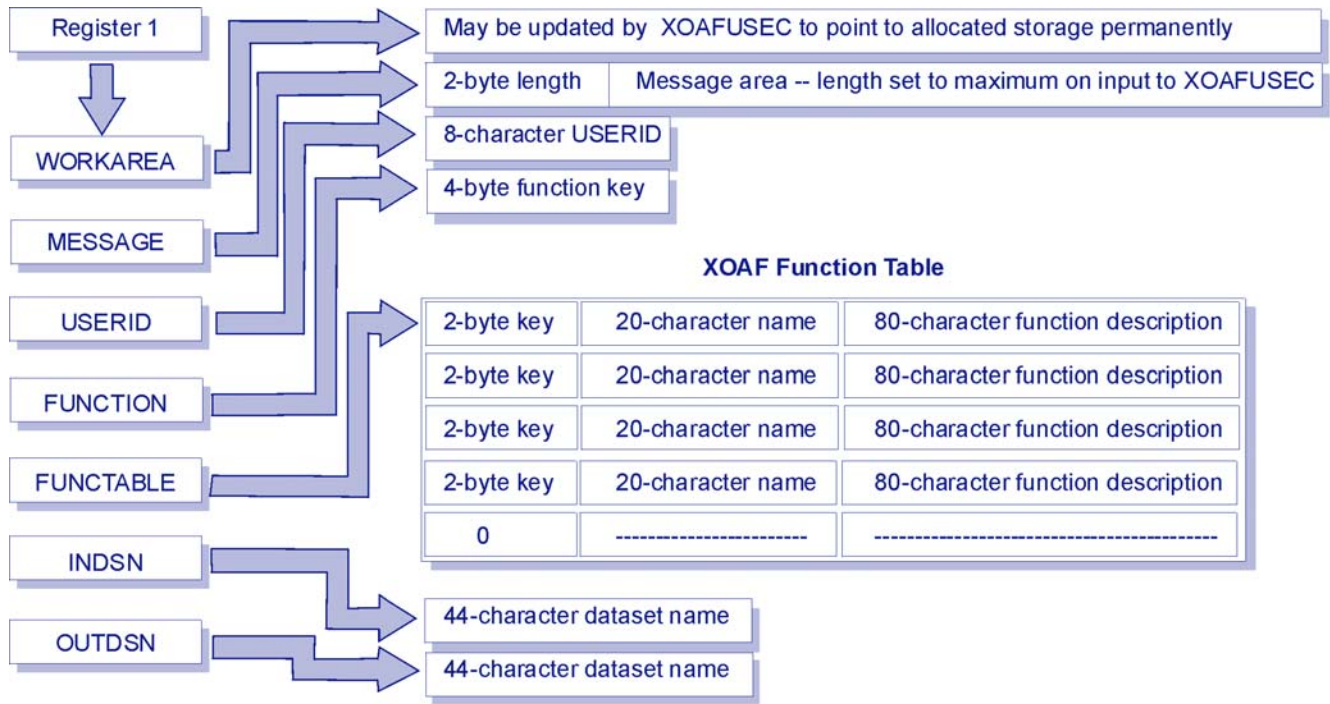 Register 1
May be updated by XOAFUSEC to point to allocated storage permanently
2-byte length Message area -- length set to maximum on input to XOAFUSEC
8-character USERID
WORKAREA
4-byte function key
MESSAGE
XOAF Function Table
USERID
2-byte key 20-character name 80-character function description
2-byte key 20-character name 80-character function description
FUNCTION
2-byte key 20-character name 80-character function description
FUNCTABLE
2-byte key 20-character name 80-character function description
0 ------------------------ -------------------------------------------
INDSN
44-character dataset name
OUTDSN
44-character dataset name